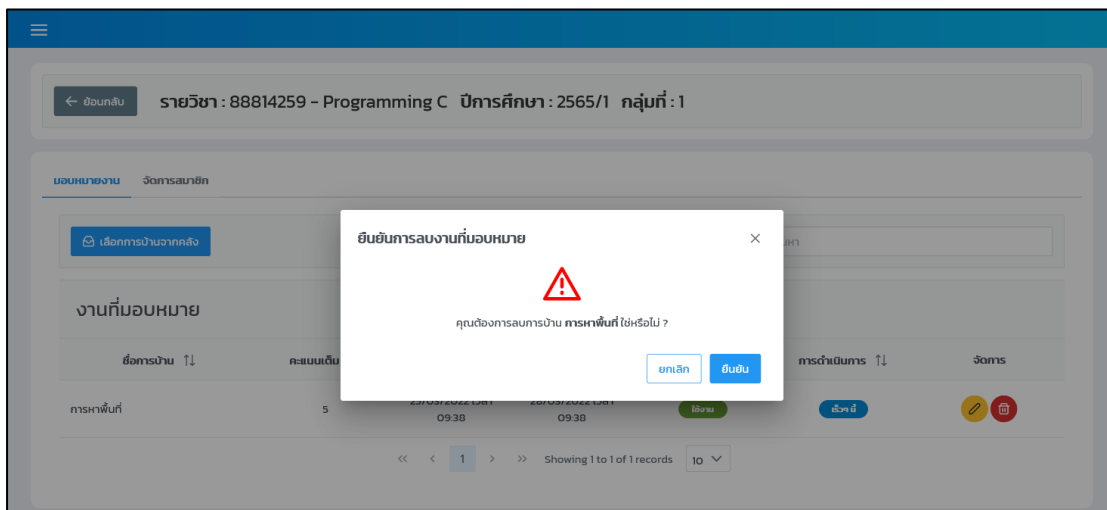 ย้อนกลับ รายวิชา : 88814259 - Programming C ปีการศึกษา : 2565/1 กลุ่มที่ : 1
มอบหมายงาน จัดการสมาชิก
เลือกการบ้านจากคลัง
ยืนยันการลบงานที่มอบหมาย
คุณต้องการลบการบ้าน การหาพื้นที่ ใช่หรือไม่ ?
ยกเลิก ยืนยัน
งานที่มอบหมาย
ชื่อการบ้าน คะแนนเต็ม การดำเนินการ จัดการ
การหาพื้นที่ 5 09:38 09:38 ใช้งาน เร็วๆ นี้
<< < 1 > >> Showing 1 to 1 of 1 records 10